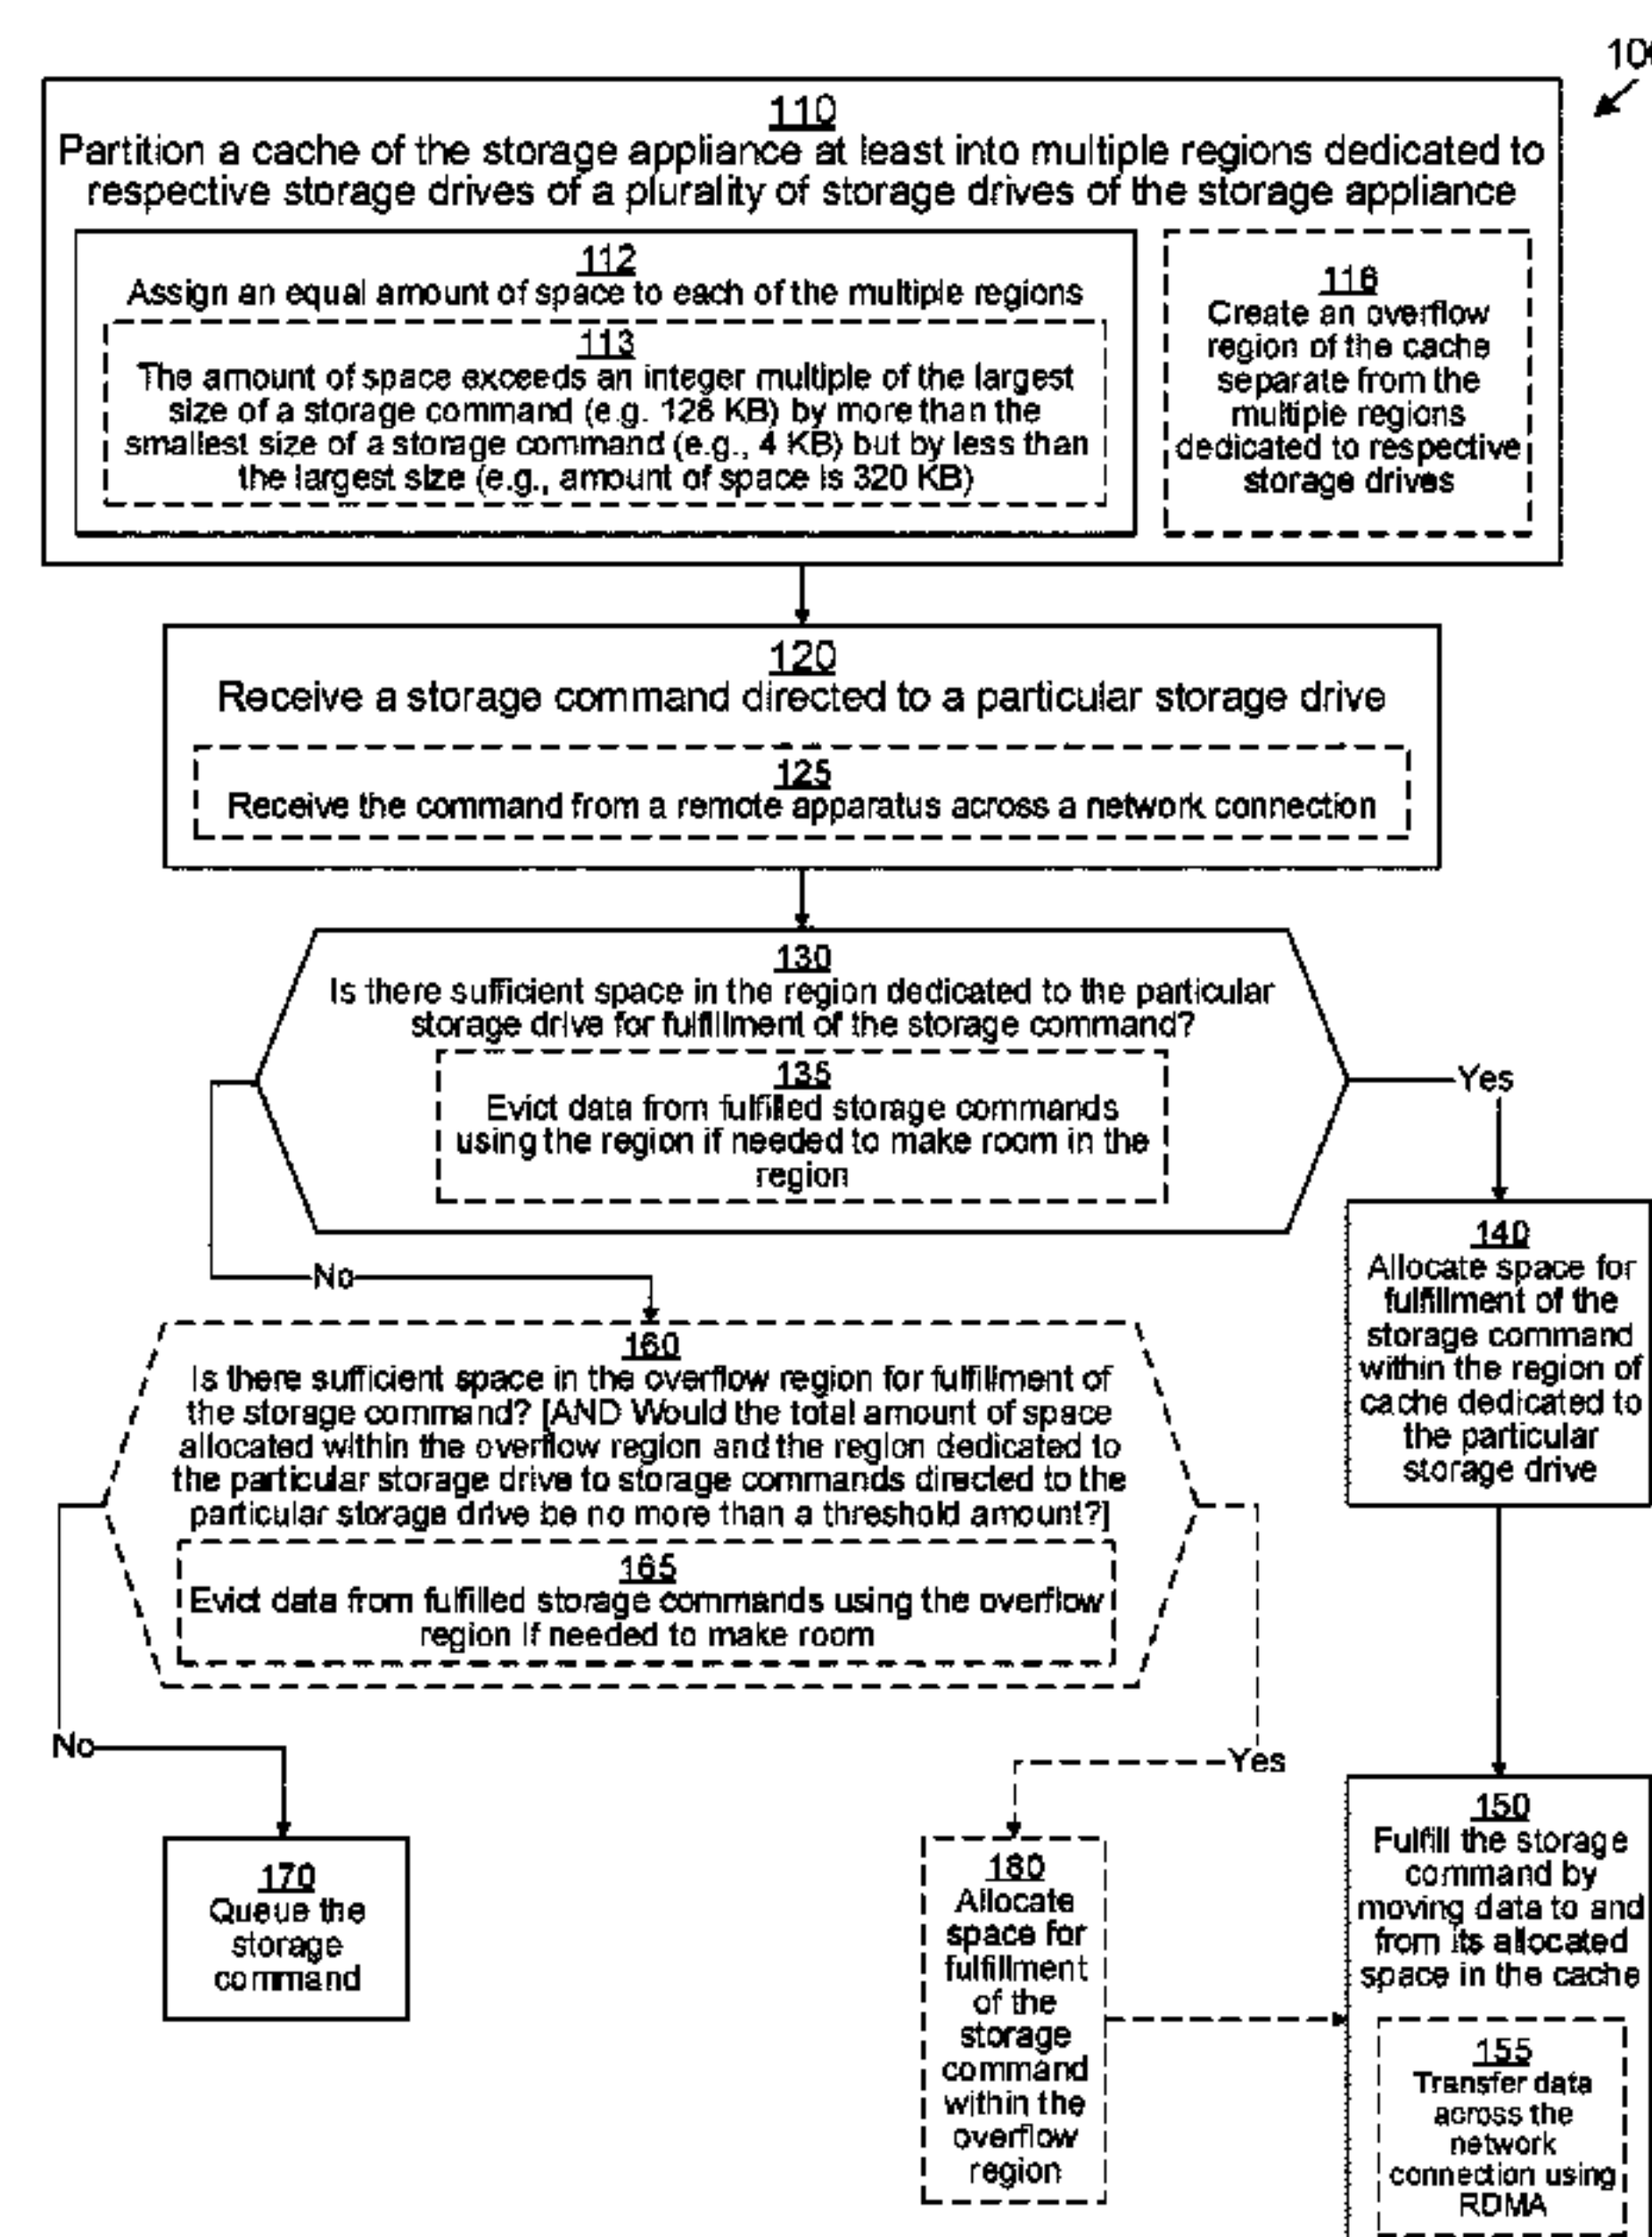 110
Partition a cache of the storage appliance at least into multiple regions dedicated to
respective storage drives of a plurality of storage drives of the storage appliance
112
Assign an equal amount of space to each of the multiple regions
113
The amount of space exceeds an integer multiple of the largest
size of a storage command (e.g. 128 KB) by more than the
smallest size of a storage command (e.g., 4 KB) but by less than
the largest size (e.g., amount of space is 320 KB)
116
Create an overflow
region of the cache
separate from the
multiple regions
dedicated to respective
storage drives
120
Receive a storage command directed to a particular storage drive
125
Receive the command from a remote apparatus across a network connection
130
Is there sufficient space in the region dedicated to the particular
storage drive for fulfillment of the storage command?
135
Evict data from fulfilled storage commands
using the region if needed to make room in the
region
Yes
No
140
Allocate space for
fulfillment of the
storage command
within the region of
cache dedicated to
the particular
storage drive
160
Is there sufficient space in the overflow region for fulfillment of
the storage command? [AND Would the total amount of space
allocated within the overflow region and the region dedicated to
the particular storage drive to storage commands directed to the
particular storage drive be no more than a threshold amount?]
165
Evict data from fulfilled storage commands using the overflow
region if needed to make room
No
Yes
170
Queue the
storage
command
180
Allocate
space for
fulfillment
of the
storage
command
within the
overflow
region
150
Fulfill the storage
command by
moving data to and
from its allocated
space in the cache
155
Transfer data
across the
network
connection using
RDMA